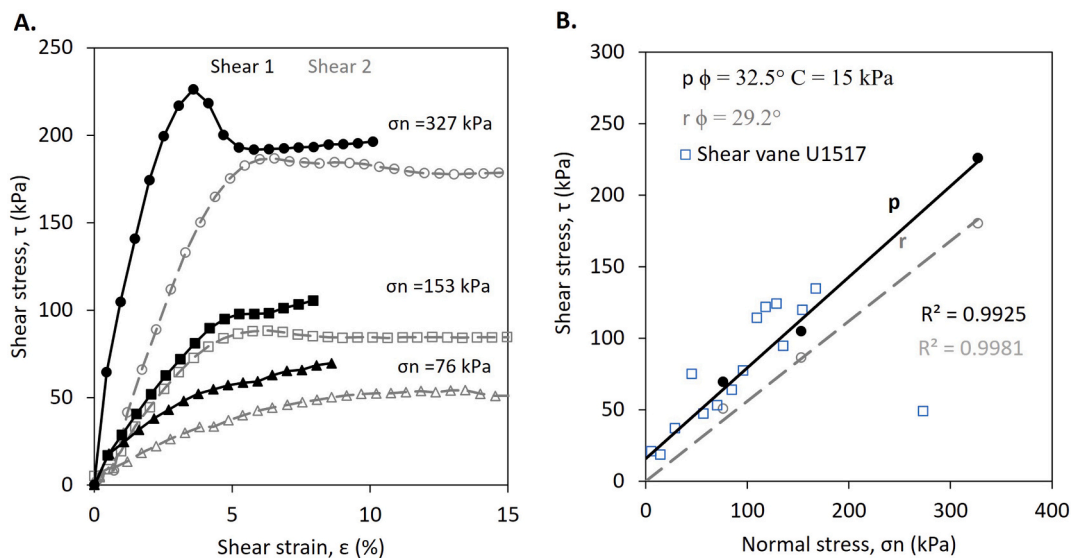 A.
Shear stress, τ (kPa)
250
200
150
100
50
0
0
5
10
15
Shear strain, ε (%)
Shear 1
Shear 2
σn =327 kPa
σn =153 kPa
σn =76 kPa
B.
Shear stress, τ (kPa)
300
250
200
150
100
50
0
0
100
200
300
400
Normal stress, σn (kPa)
p ϕ = 32.5° C = 15 kPa
r ϕ = 29.2°
Shear vane U1517
p
r
R² = 0.9925
R² = 0.9981